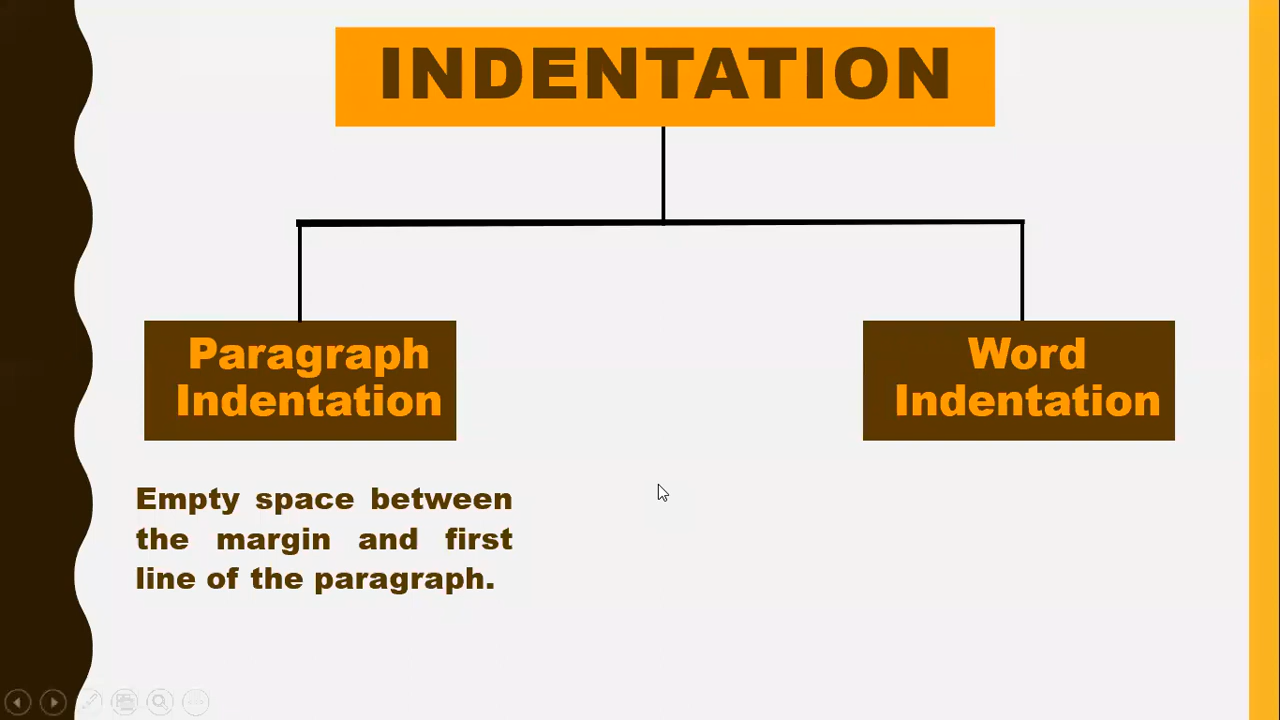 INDENTATION
Paragraph
Indentation
Word
Indentation
Empty space between
the margin and first
line of the paragraph.